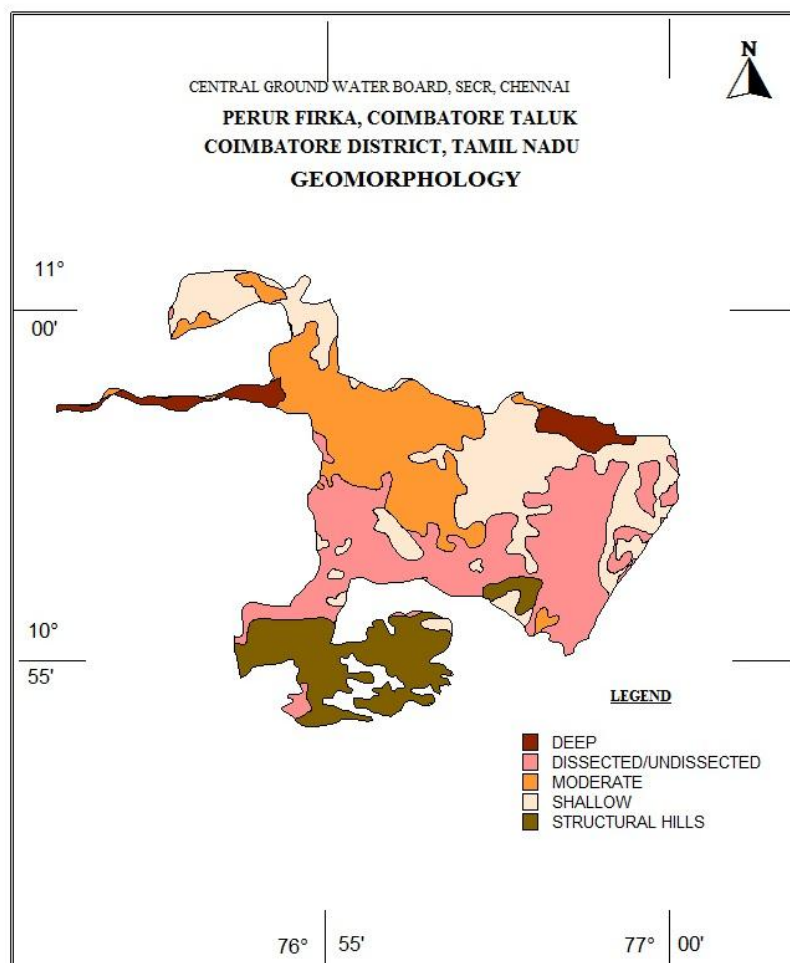 N
CENTRAL GROUND WATER BOARD, SECR, CHENNAI
PERUR FIRKA, COIMBATORE TALUK
COIMBATORE DISTRICT, TAMIL NADU
GEOMORPHOLOGY
11°
00'
10°
55'
LEGEND
DEEP
DISSECTED/UNDISSECTED
MODERATE
SHALLOW
STRUCTURAL HILLS
76° 55' 77° 00'